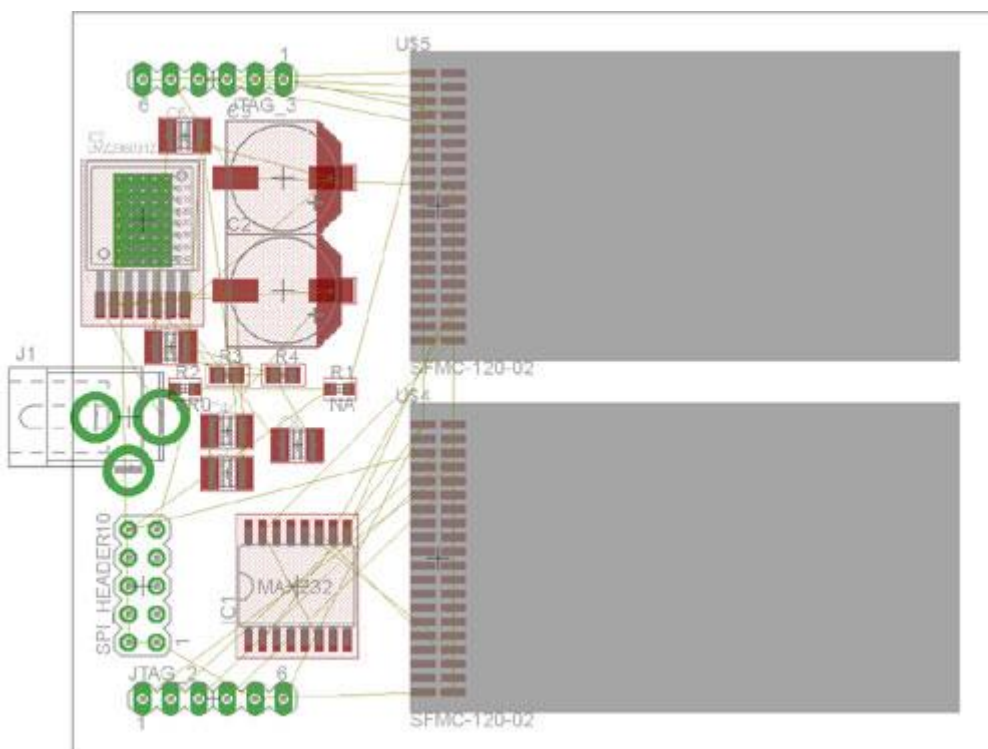 U$5
1
6
JTAG_3
C6
C3
C2
SFMC-120-02
J1
R3
R4
R2
R1
NA
U$4
SPI_HEADER10
1
MAX232
IC1
JTAG_2
6
1
SFMC-120-02